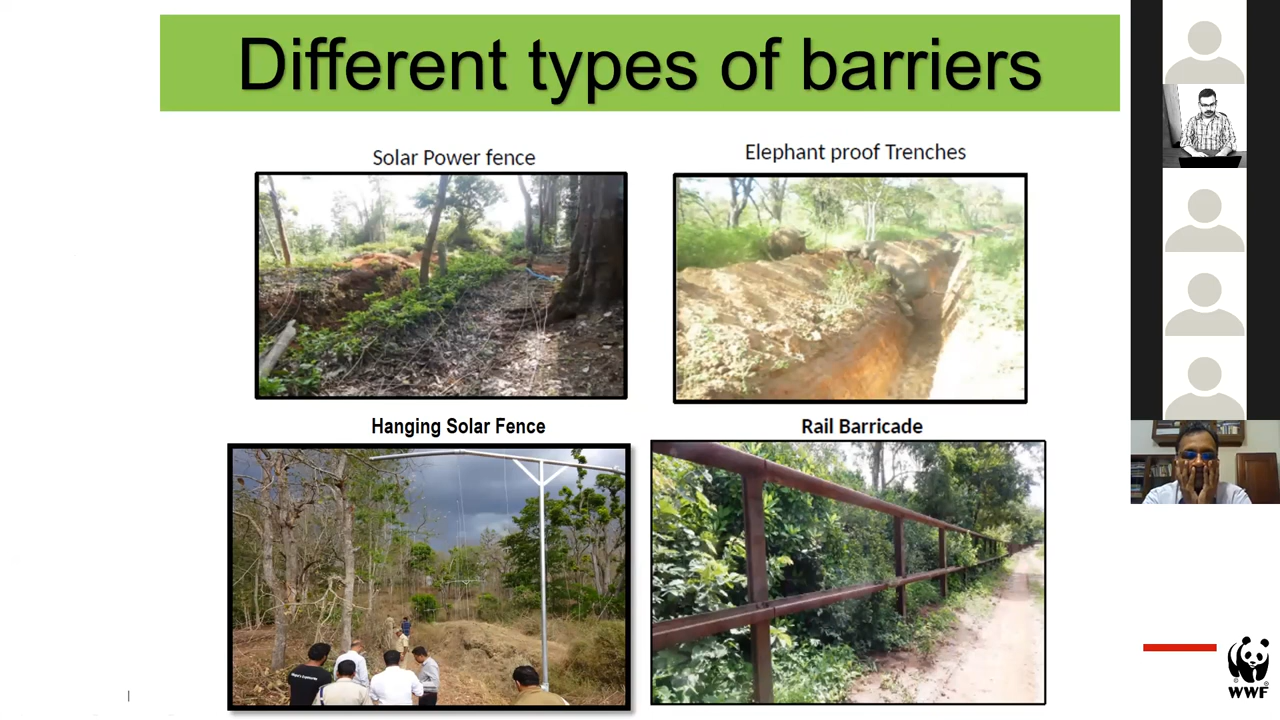 Different types of barriers
Solar Power fence
Elephant proof Trenches
Hanging Solar Fence
Rail Barricade
WWF